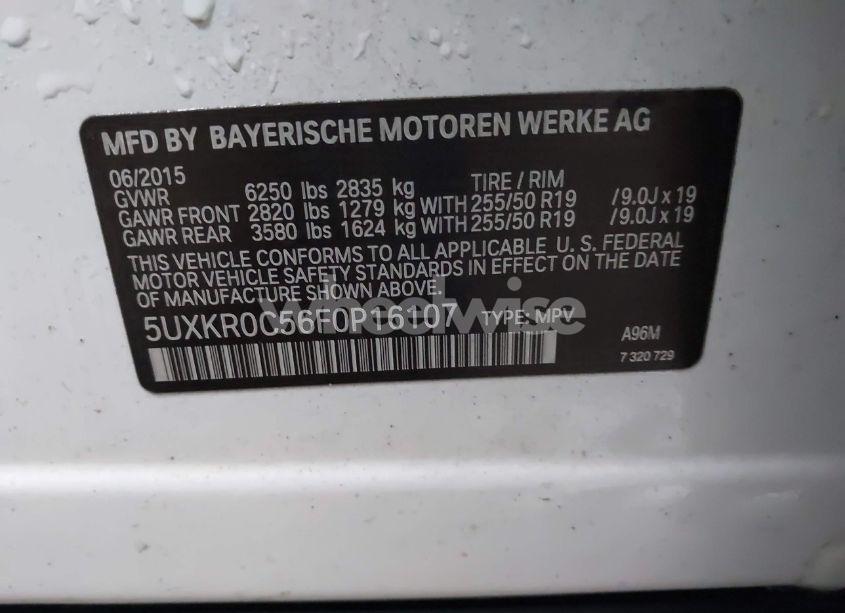 MFD BY BAYERISCHE MOTOREN WERKE AG
06/2015 TIRE / RIM
GVWR 6250 lbs 2835 kg
GAWR FRONT 2820 lbs 1279 kg WITH 255/50 R19 /9.0J x 19
GAWR REAR 3580 lbs 1624 kg WITH 255/50 R19 /9.0J x 19
THIS VEHICLE CONFORMS TO ALL APPLICABLE U. S. FEDERAL
MOTOR VEHICLE SAFETY STANDARDS IN EFFECT ON THE DATE
OF MANUFACTURE SHOWN ABOVE.
wheelwise
5UXKR0C56F0P16107 TYPE: MPV
A96M
7 320 729